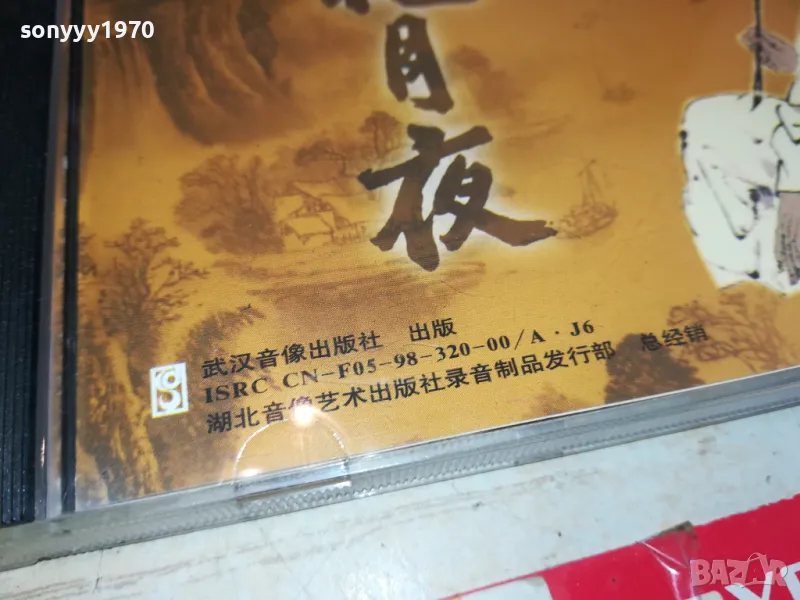 sonyyy1970
月
夜
武汉音像出版社 出版
ISRC CN-F05-98-320-00/A·J6
湖北音像艺术出版社录音制品发行部 总经销
BAZAR